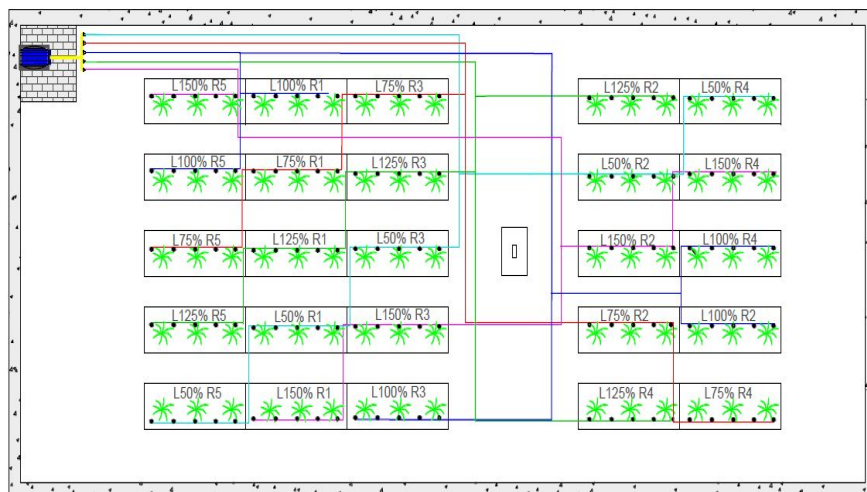 L150% R5 L100% R1 L75% R3 L125% R2 L50% R4
L100% R5 L75% R1 L125% R3 L50% R2 L150% R4
L75% R5 L125% R1 L50% R3 L150% R2 L100% R4
L125% R5 L50% R1 L150% R3 L75% R2 L100% R2
L50% R5 L150% R1 L100% R3 L125% R4 L75% R4